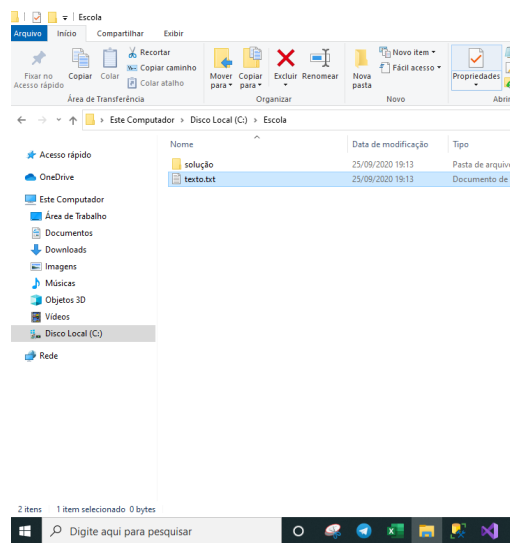 Escola
Arquivo Início Compartilhar Exibir
Fixar no Acesso rápido
Copiar
Colar
Recortar
Copiar caminho
Colar atalho
Mover para
Copiar para
Excluir
Renomear
Nova pasta
Novo item
Fácil acesso
Propriedades
Área de Transferência Organizar Novo Abri
Este Computador > Disco Local (C:) > Escola
Nome Data de modificação Tipo
solução 25/09/2020 19:13 Pasta de arquiv
texto.txt 25/09/2020 19:13 Documento de
Acesso rápido
OneDrive
Este Computador
Área de Trabalho
Documentos
Downloads
Imagens
Músicas
Objetos 3D
Vídeos
Disco Local (C:)
Rede
2 itens 1 item selecionado 0 bytes
Digite aqui para pesquisar